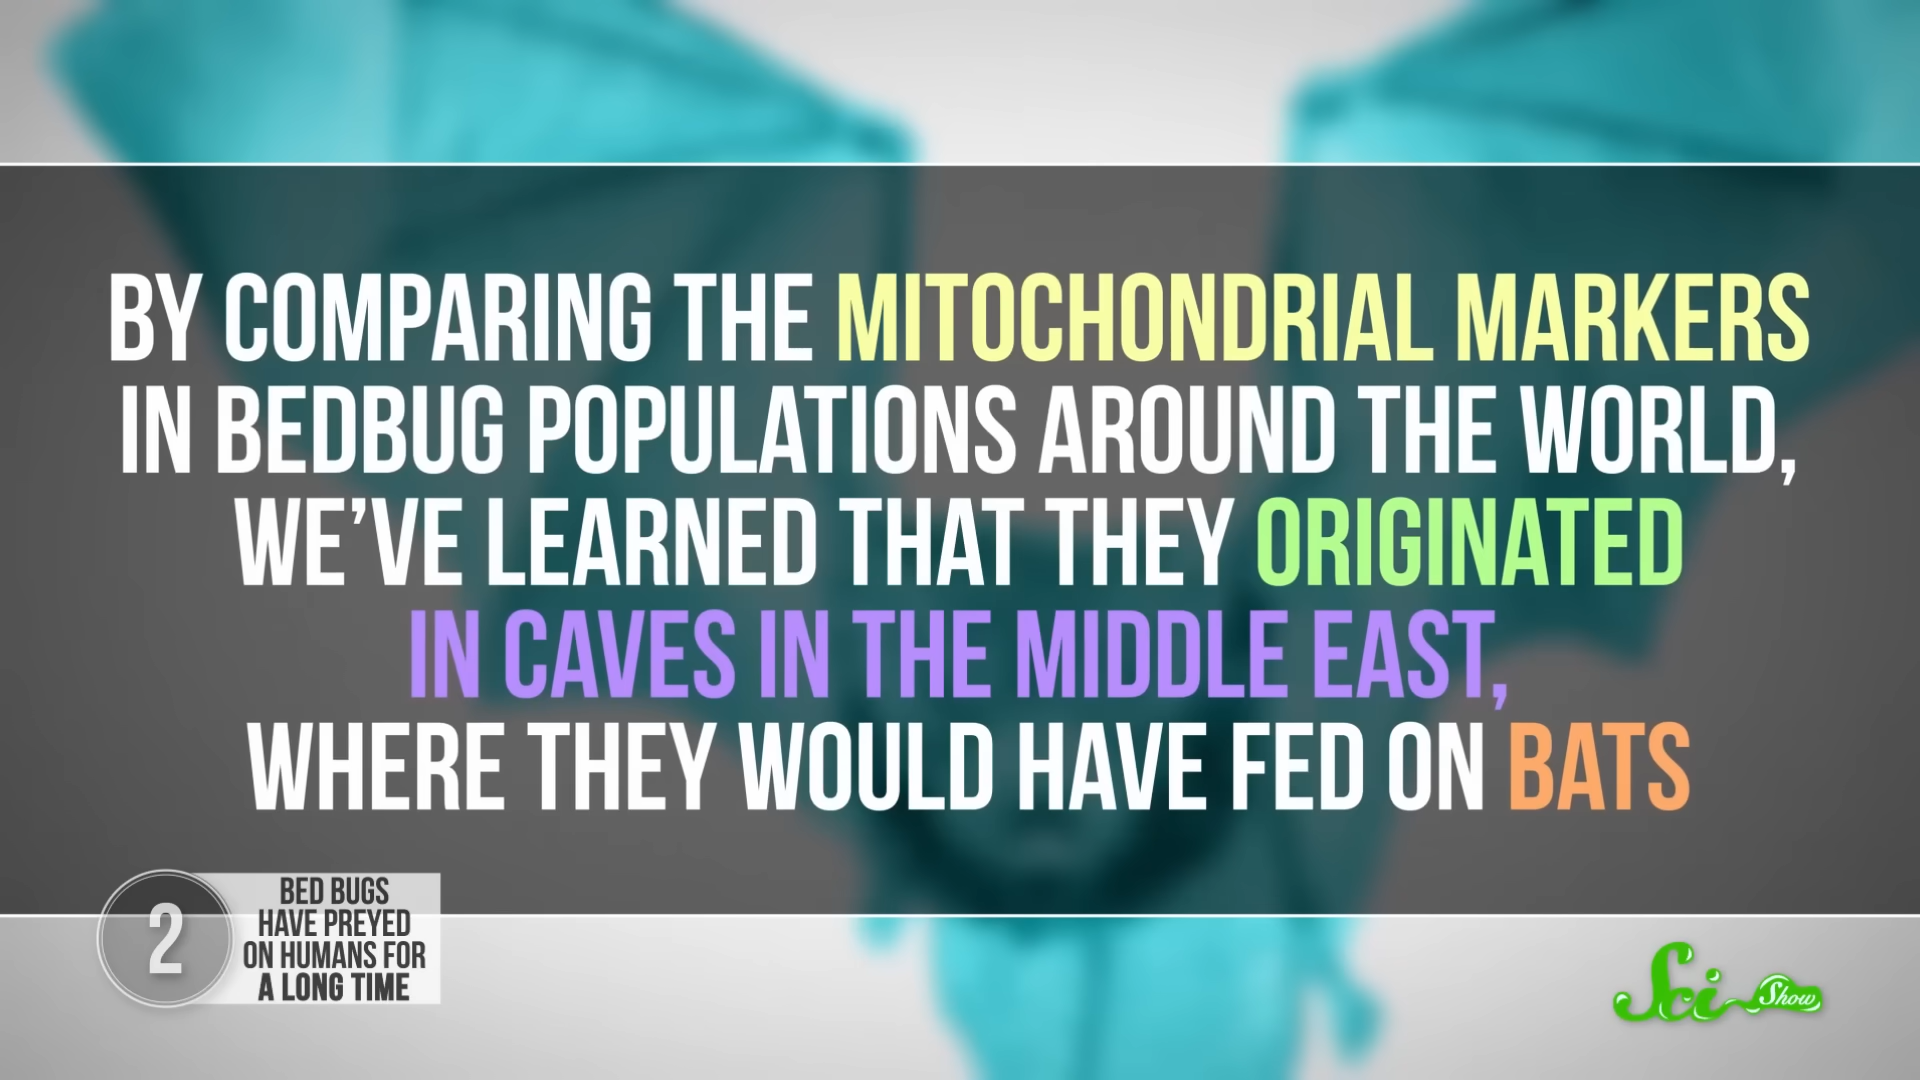 BY COMPARING THE MITOCHONDRIAL MARKERS
IN BEDBUG POPULATIONS AROUND THE WORLD,
WE'VE LEARNED THAT THEY ORIGINATED
IN CAVES IN THE MIDDLE EAST,
WHERE THEY WOULD HAVE FED ON BATS
2
BED BUGS
HAVE PREYED
ON HUMANS FOR
A LONG TIME
Sci Show